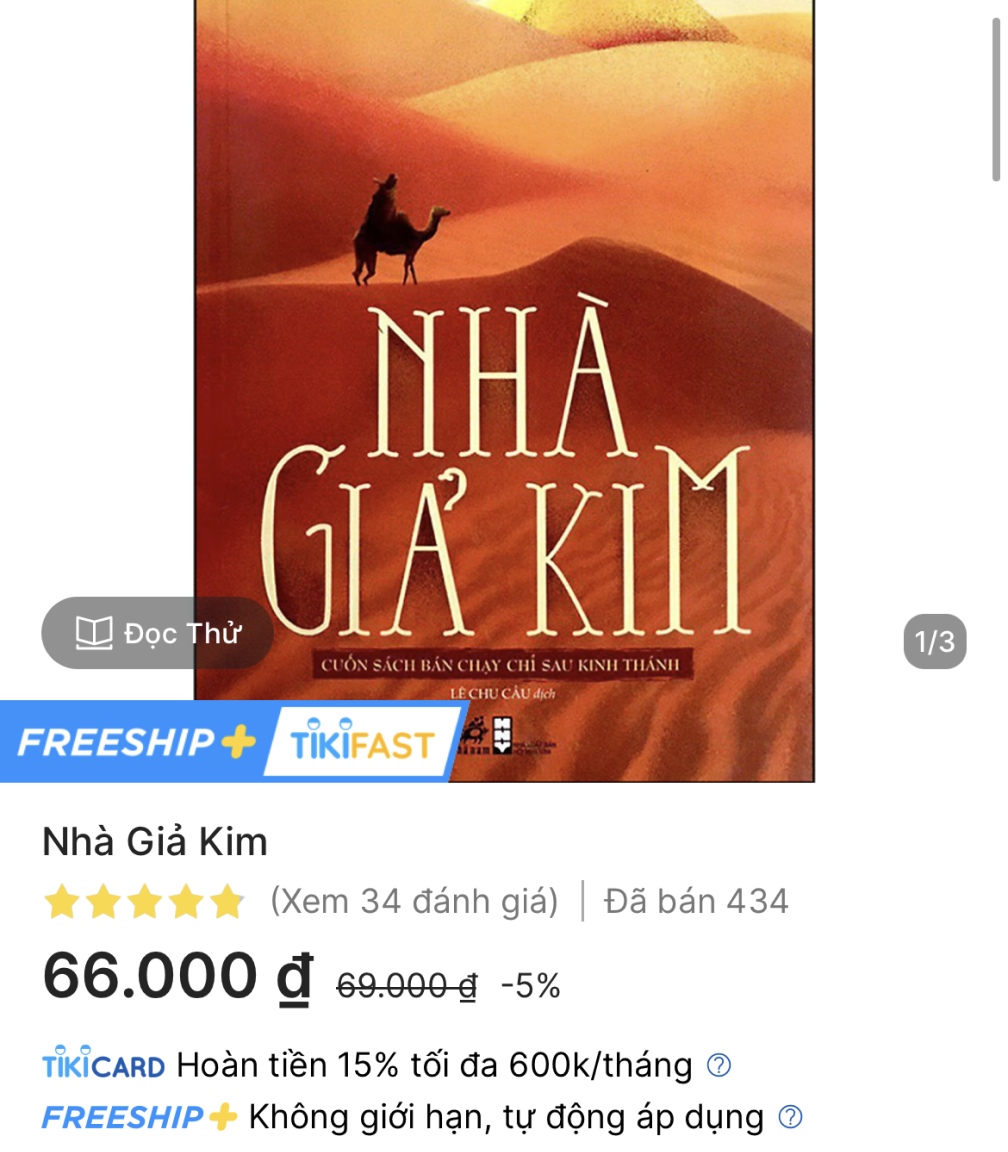 NHÀ
GIẢ KIM
CUỐN SÁCH BÁN CHẠY CHỈ SAU KINH THÁNH
LÊ CHU CẦU dịch
Đọc Thử
1/3
FREESHIP+ TIKIFAST
Nhà Giả Kim
(Xem 34 đánh giá) | Đã bán 434
66.000 ₫ 69.000 ₫ -5%
TIKICARD Hoàn tiền 15% tối đa 600k/tháng ?
FREESHIP+ Không giới hạn, tự động áp dụng ?